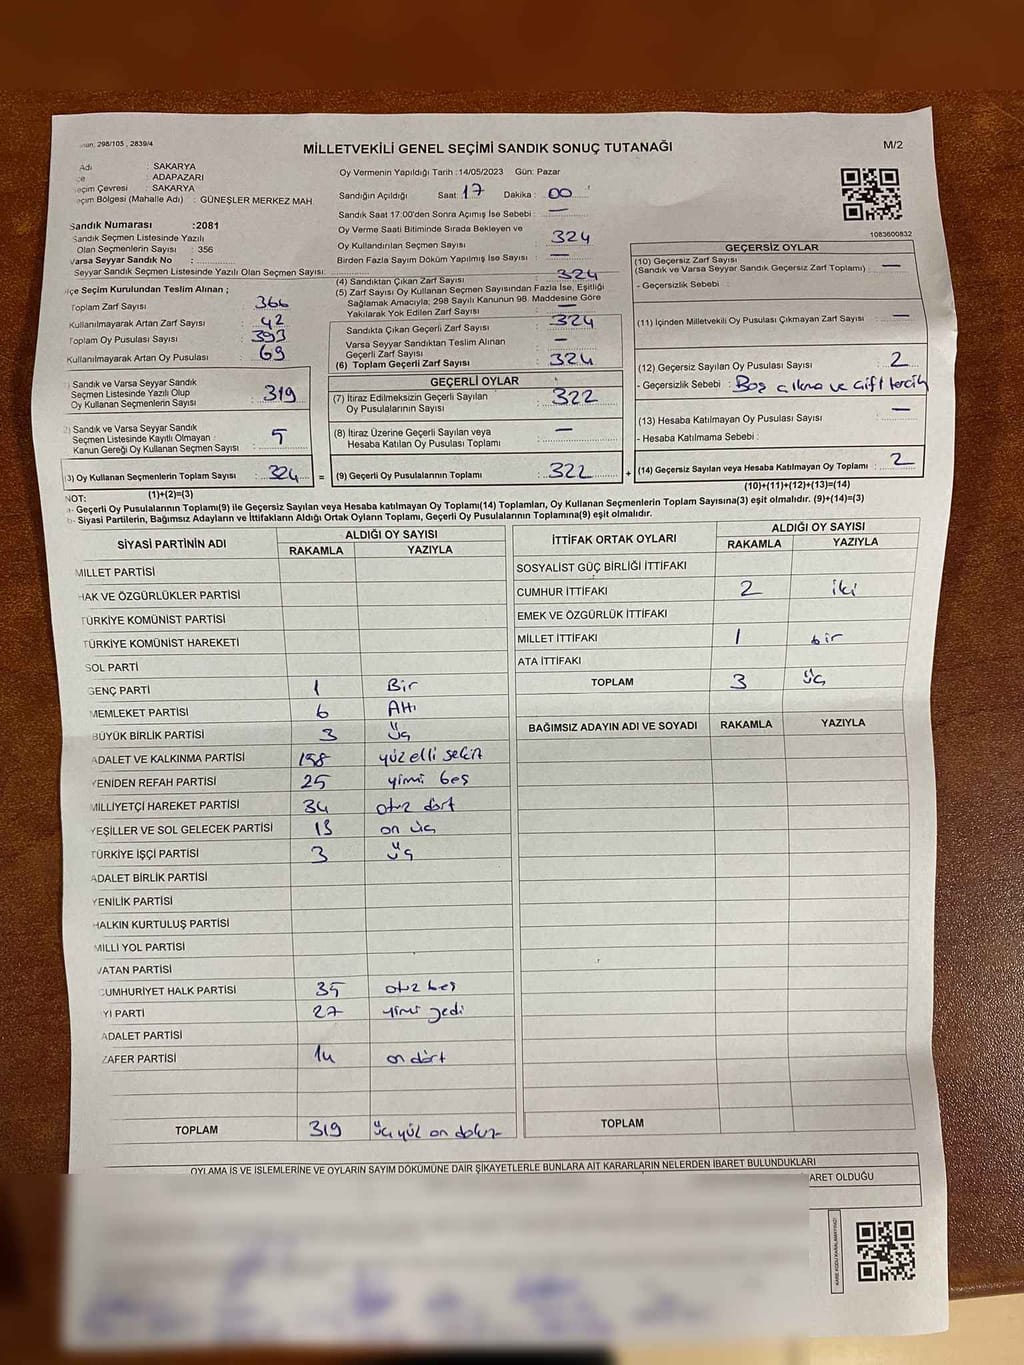 298/105 , 2839/4
MİLLETVEKİLİ GENEL SEÇİMİ SANDIK SONUÇ TUTANAĞI
M/2
Adı : SAKARYA
çe : ADAPAZARI
eçim Çevresi : SAKARYA
eçim Bölgesi (Mahalle Adı) : GÜNEŞLER MERKEZ MAH.
Sandık Numarası :2081
Sandık Seçmen Listesinde Yazılı
Olan Seçmenlerin Sayısı : 356
Varsa Seyyar Sandık No :
Seyyar Sandık Seçmen Listesinde Yazılı Olan Seçmen Sayısı:
lçe Seçim Kurulundan Teslim Alınan ;
Toplam Zarf Sayısı 366
Kullanılmayarak Artan Zarf Sayısı : 42
Toplam Oy Pusulası Sayısı : 393
Kullanılmayarak Artan Oy Pusulası : 69
) Sandık ve Varsa Seyyar Sandık
Seçmen Listesinde Yazılı Olup
Oy Kullanan Seçmenlerin Sayısı : 319
) Sandık ve Varsa Seyyar Sandık
Seçmen Listesinde Kayıtlı Olmayan
Kanun Gereği Oy Kullanan Seçmen Sayısı : 5
3) Oy Kullanan Seçmenlerin Toplam Sayısı : 324 =
(1)+(2)=(3)
Oy Vermenin Yapıldığı Tarih :14/05/2023 Gün: Pazar
Sandığın Açıldığı Saat : 17 Dakika : 00
Sandık Saat 17:00'den Sonra Açımış İse Sebebi : —
Oy Verme Saati Bitiminde Sırada Bekleyen ve
Oy Kullandırılan Seçmen Sayısı : 324
Birden Fazla Sayım Döküm Yapılmış İse Sayısı : —
(4) Sandıktan Çıkan Zarf Sayısı : 324
(5) Zarf Sayısı Oy Kullanan Seçmen Sayısından Fazla İse, Eşitliği
Sağlamak Amacıyla; 298 Sayılı Kanunun 98. Maddesine Göre
Yakılarak Yok Edilen Zarf Sayısı : —
Sandıkta Çıkan Geçerli Zarf Sayısı : 324
Varsa Seyyar Sandıktan Teslim Alınan
Geçerli Zarf Sayısı : —
(6) Toplam Geçerli Zarf Sayısı : 324
GEÇERLİ OYLAR
(7) İtiraz Edilmeksizin Geçerli Sayılan
Oy Pusulalarının Sayısı : 322
(8) İtiraz Üzerine Geçerli Sayılan veya
Hesaba Katılan Oy Pusulası Toplamı : —
(9) Geçerli Oy Pusulalarının Toplamı : 322 +
1083600832
GEÇERSİZ OYLAR
(10) Geçersiz Zarf Sayısı
(Sandık ve Varsa Seyyar Sandık Geçersiz Zarf Toplamı) : —
- Geçersizlik Sebebi :
(11) İçinden Milletvekili Oy Pusulası Çıkmayan Zarf Sayısı : —
(12) Geçersiz Sayılan Oy Pusulası Sayısı : 2
- Geçersizlik Sebebi : Boş çıkma ve çift tercih
(13) Hesaba Katılmayan Oy Pusulası Sayısı : —
- Hesaba Katılmama Sebebi :
(14) Geçersiz Sayılan veya Hesaba Katılmayan Oy Toplamı : 2
(10)+(11)+(12)+(13)=(14)
NOT:
a- Geçerli Oy Pusulalarının Toplamı(9) ile Geçersiz Sayılan veya Hesaba Katılmayan Oy Toplamı(14) Toplamları, Oy Kullanan Seçmenlerin Toplam Sayısına(3) eşit olmalıdır. (9)+(14)=(3)
b- Siyasi Partilerin, Bağımsız Adayların ve İttifakların Aldığı Ortak Oyların Toplamı, Geçerli Oy Pusulalarının Toplamına(9) eşit olmalıdır.
SİYASİ PARTİNİN ADI ALDIĞI OY SAYISI
RAKAMLA YAZIYLA
MİLLET PARTİSİ
HAK VE ÖZGÜRLÜKLER PARTİSİ
TÜRKİYE KOMÜNİST PARTİSİ
TÜRKİYE KOMÜNİST HAREKETİ
SOL PARTİ
GENÇ PARTİ 1 Bir
MEMLEKET PARTİSİ 6 Altı
BÜYÜK BİRLİK PARTİSİ 3 Üç
ADALET VE KALKINMA PARTİSİ 158 yüz elli sekiz
YENİDEN REFAH PARTİSİ 25 yirmi beş
MİLLİYETÇİ HAREKET PARTİSİ 34 otuz dört
YEŞİLLER VE SOL GELECEK PARTİSİ 13 on üç
TÜRKİYE İŞÇİ PARTİSİ 3 üç
ADALET BİRLİK PARTİSİ
YENİLİK PARTİSİ
HALKIN KURTULUŞ PARTİSİ
MİLLİ YOL PARTİSİ
VATAN PARTİSİ
CUMHURİYET HALK PARTİSİ 35 otuz beş
Yİ PARTİ 27 yirmi yedi
ADALET PARTİSİ
ZAFER PARTİSİ 14 on dört
TOPLAM 319 üç yüz on dokuz
İTTİFAK ORTAK OYLARI ALDIĞI OY SAYISI
RAKAMLA YAZIYLA
SOSYALİST GÜÇ BİRLİĞİ İTTİFAKI
CUMHUR İTTİFAKI 2 iki
EMEK VE ÖZGÜRLÜK İTTİFAKI
MİLLET İTTİFAKI 1 bir
ATA İTTİFAKI
TOPLAM 3 üç
BAĞIMSIZ ADAYIN ADI VE SOYADI RAKAMLA YAZIYLA
TOPLAM
OYLAMA İŞ VE İŞLEMLERİNE VE OYLARIN SAYIM DÖKÜMÜNE DAİR ŞİKAYETLERLE BUNLARA AİT KARARLARIN NELERDEN İBARET BULUNDUKLARI
BARET OLDUĞU
KARE KODU KARALAMAYINIZ!